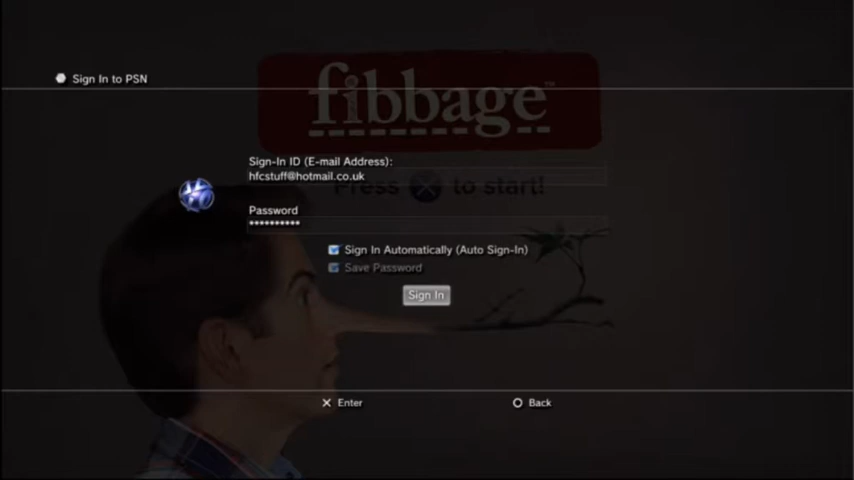 fibbage™
Sign In to PSN
Sign-In ID (E-mail Address):
hfcstuff@hotmail.co.uk
Press X to start!
Password
**********
Sign In Automatically (Auto Sign-In)
Save Password
Sign In
X Enter
O Back